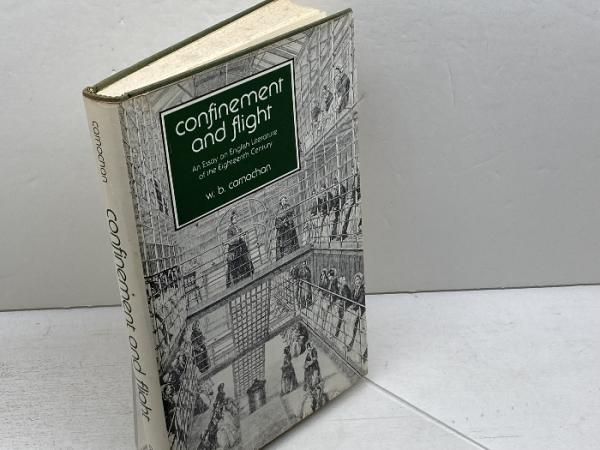 confinement
and flight
An Essay on English Literature
of the Eighteenth Century
w. b. carnochan
carnochan
confinement and flight